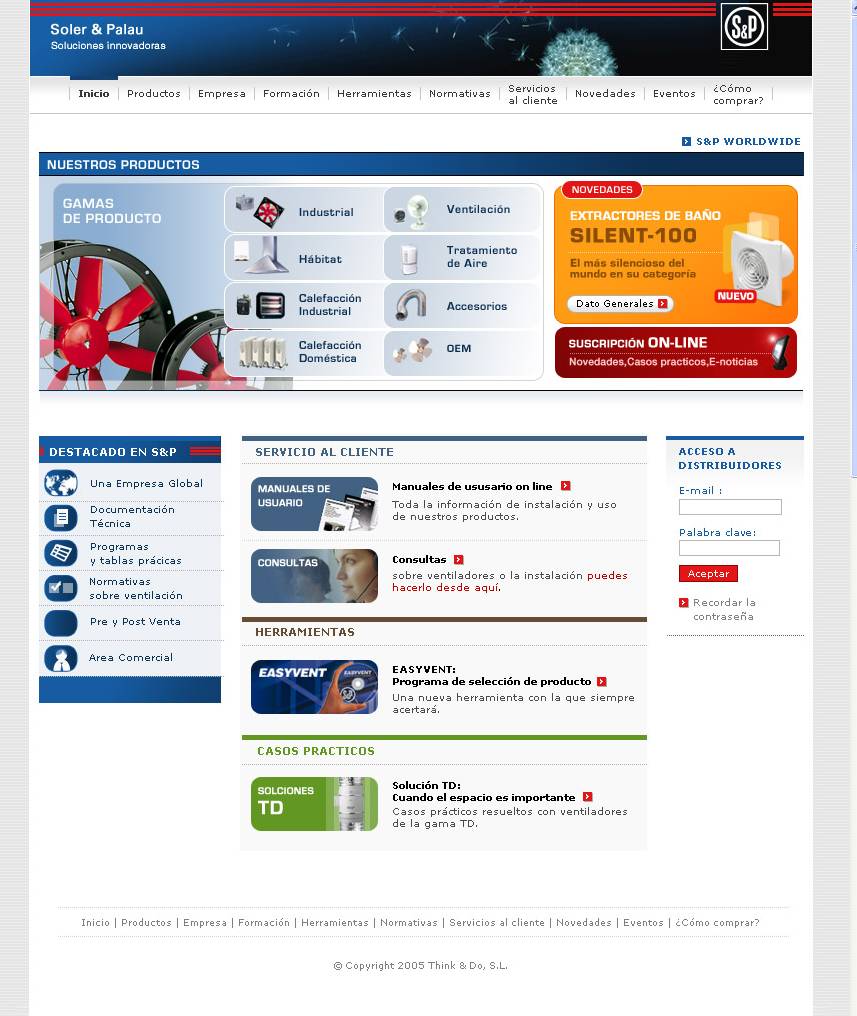 Soler & Palau
Soluciones innovadoras
S&P
Inicio
Productos
Empresa
Formación
Herramientas
Normativas
Servicios
al cliente
Novedades
Eventos
¿Cómo
comprar?
S&P WORLDWIDE
NUESTROS PRODUCTOS
GAMAS
DE PRODUCTO
Industrial
Ventilación
Hábitat
Tratamiento
de Aire
Calefacción
Industrial
Accesorios
Calefacción
Doméstica
OEM
NOVEDADES
EXTRACTORES DE BAÑO
SILENT-100
El más silencioso del
mundo en su categoría
NUEVO
Dato Generales
SUSCRIPCIÓN ON-LINE
Novedades,Casos practicos,E-noticias
DESTACADO EN S&P
Una Empresa Global
Documentación
Técnica
Programas
y tablas prácicas
Normativas
sobre ventilación
Pre y Post Venta
Area Comercial
SERVICIO AL CLIENTE
MANUALES DE
USUARIO
Manuales de ususario on line
Toda la información de instalación y uso
de nuestros productos.
CONSULTAS
Consultas
sobre ventiladores o la instalación puedes
hacerlo desde aquí.
HERRAMIENTAS
EASYVENT
EASYVENT
EASYVENT:
Programa de selección de producto
Una nueva herramienta con la que siempre
acertará.
CASOS PRACTICOS
SOLCIONES
TD
Solución TD:
Cuando el espacio es importante
Casos prácticos resueltos con ventiladores
de la gama TD.
ACCESO A
DISTRIBUIDORES
E-mail :
Palabra clave:
Aceptar
Recordar la
contraseña
Inicio | Productos | Empresa | Formación | Herramientas | Normativas | Servicios al cliente | Novedades | Eventos | ¿Cómo comprar?
© Copyright 2005 Think & Do, S.L.